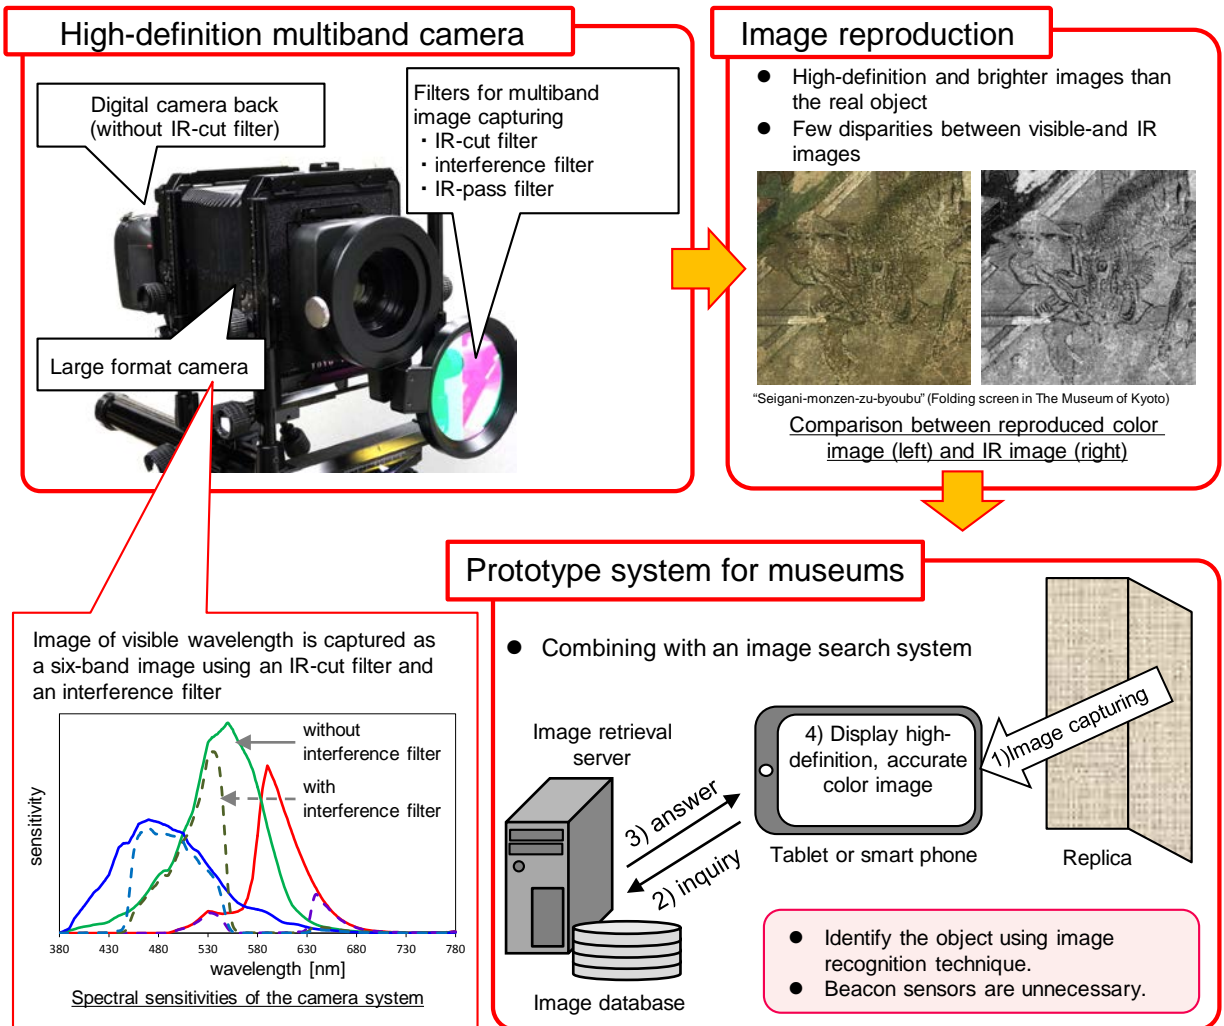 High-definition multiband camera
Digital camera back
(without IR-cut filter)
Filters for multiband
image capturing
・IR-cut filter
・interference filter
・IR-pass filter
Large format camera
Image reproduction
● High-definition and brighter images than
the real object
● Few disparities between visible-and IR
images
“Seigani-monzen-zu-byoubu” (Folding screen in The Museum of Kyoto)
Comparison between reproduced color
image (left) and IR image (right)
Image of visible wavelength is captured as
a six-band image using an IR-cut filter and
an interference filter
without
interference filter
with
interference filter
sensitivity
380 430 480 530 580 630 680 730 780
wavelength [nm]
Spectral sensitivities of the camera system
Prototype system for museums
● Combining with an image search system
Image retrieval
server
4) Display high-
definition, accurate
color image
1)Image capturing
3) answer
2) inquiry
Tablet or smart phone
Replica
Image database
● Identify the object using image
recognition technique.
● Beacon sensors are unnecessary.